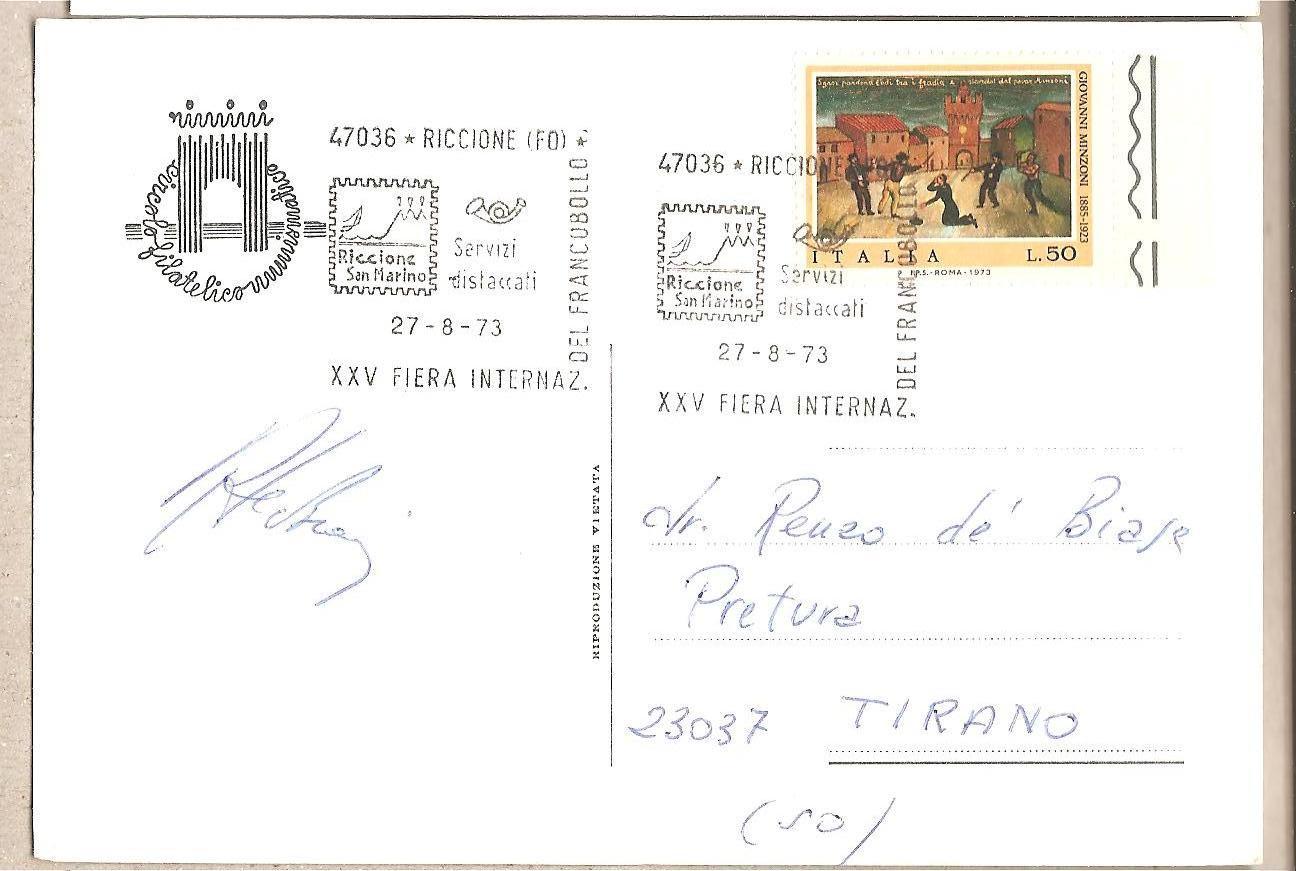 rimini
circolo filatelico
47036 * RICCIONE (FO) *
Riccione
San Marino
Servizi
distaccati
27-8-73
XXV FIERA INTERNAZ.
DEL FRANCOBOLLO
47036 * RICCIONE
Riccione
San Marino
Servizi
distaccati
27-8-73
XXV FIERA INTERNAZ.
DEL FRANCOBOLLO
GIOVANNI MINZONI 1885-1923
ITALIA L.50
I.P.S.-ROMA-1973
RIPRODUZIONE VIETATA
dr. Renzo de' Biase
Pretura
23037 TIRANO
(SO)